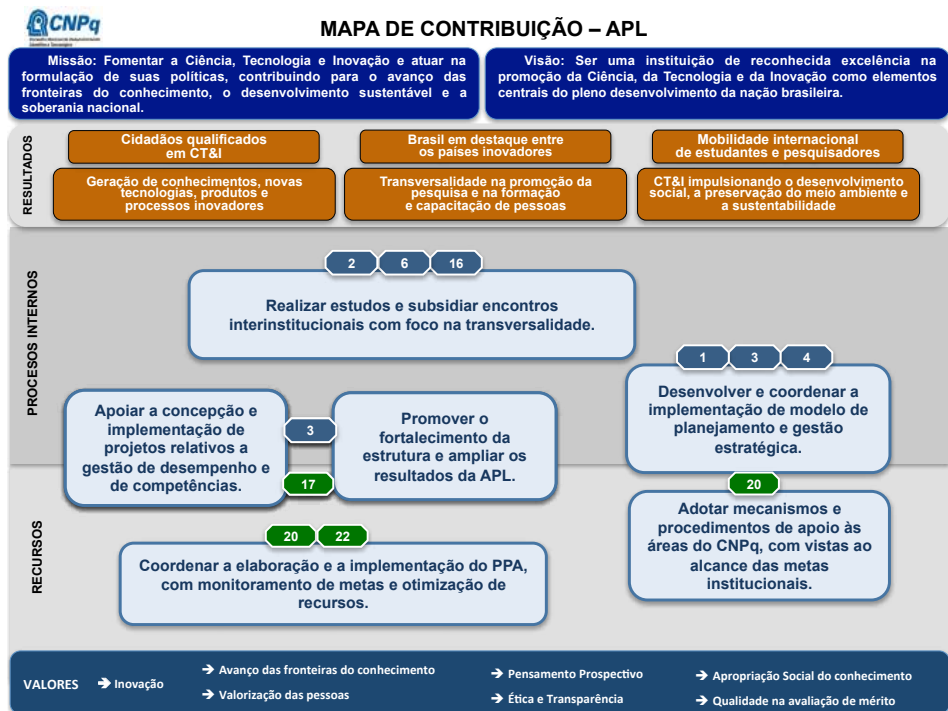 CNPq
Conselho Nacional de Desenvolvimento
Científico e Tecnológico
MAPA DE CONTRIBUIÇÃO – APL
Missão: Fomentar a Ciência, Tecnologia e Inovação e atuar na
formulação de suas políticas, contribuindo para o avanço das
fronteiras do conhecimento, o desenvolvimento sustentável e a
soberania nacional.
Visão: Ser uma instituição de reconhecida excelência na
promoção da Ciência, da Tecnologia e da Inovação como elementos
centrais do pleno desenvolvimento da nação brasileira.
RESULTADOS
Cidadãos qualificados
em CT&I
Brasil em destaque entre
os países inovadores
Mobilidade internacional
de estudantes e pesquisadores
Geração de conhecimentos, novas
tecnologias, produtos e
processos inovadores
Transversalidade na promoção da
pesquisa e na formação
e capacitação de pessoas
CT&I impulsionando o desenvolvimento
social, a preservação do meio ambiente e
a sustentabilidade
PROCESSOS INTERNOS
2 6 16
Realizar estudos e subsidiar encontros
interinstitucionais com foco na transversalidade.
1 3 4
Desenvolver e coordenar a
implementação de modelo de
planejamento e gestão
estratégica.
Apoiar a concepção e
implementação de
projetos relativos a
gestão de desempenho e
de competências.
3
17
Promover o
fortalecimento da
estrutura e ampliar os
resultados da APL.
RECURSOS
20
Adotar mecanismos e
procedimentos de apoio às
áreas do CNPq, com vistas ao
alcance das metas
institucionais.
20 22
Coordenar a elaboração e a implementação do PPA,
com monitoramento de metas e otimização de
recursos.
VALORES
➔ Inovação
➔ Avanço das fronteiras do conhecimento
➔ Valorização das pessoas
➔ Pensamento Prospectivo
➔ Ética e Transparência
➔ Apropriação Social do conhecimento
➔ Qualidade na avaliação de mérito